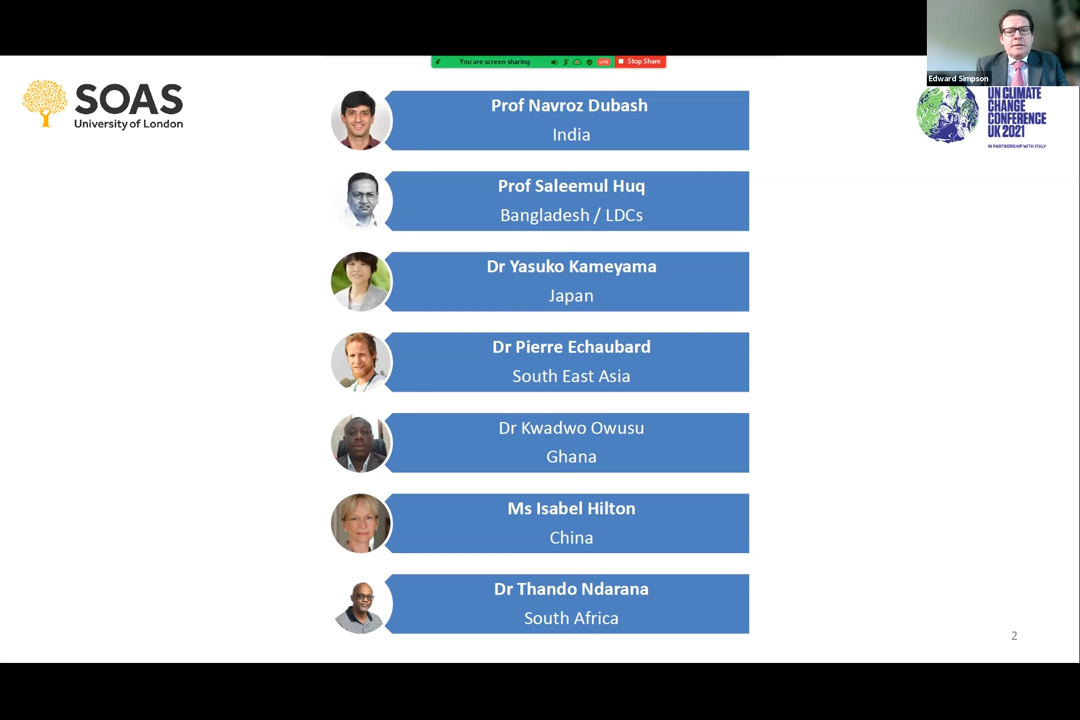 You are screen sharing
LIVE
Stop Share
Edward Simpson
SOAS
University of London
UN CLIMATE
CHANGE
CONFERENCE
UK 2021
IN PARTNERSHIP WITH ITALY
Prof Navroz Dubash
India
Prof Saleemul Huq
Bangladesh / LDCs
Dr Yasuko Kameyama
Japan
Dr Pierre Echaubard
South East Asia
Dr Kwadwo Owusu
Ghana
Ms Isabel Hilton
China
Dr Thando Ndarana
South Africa
2